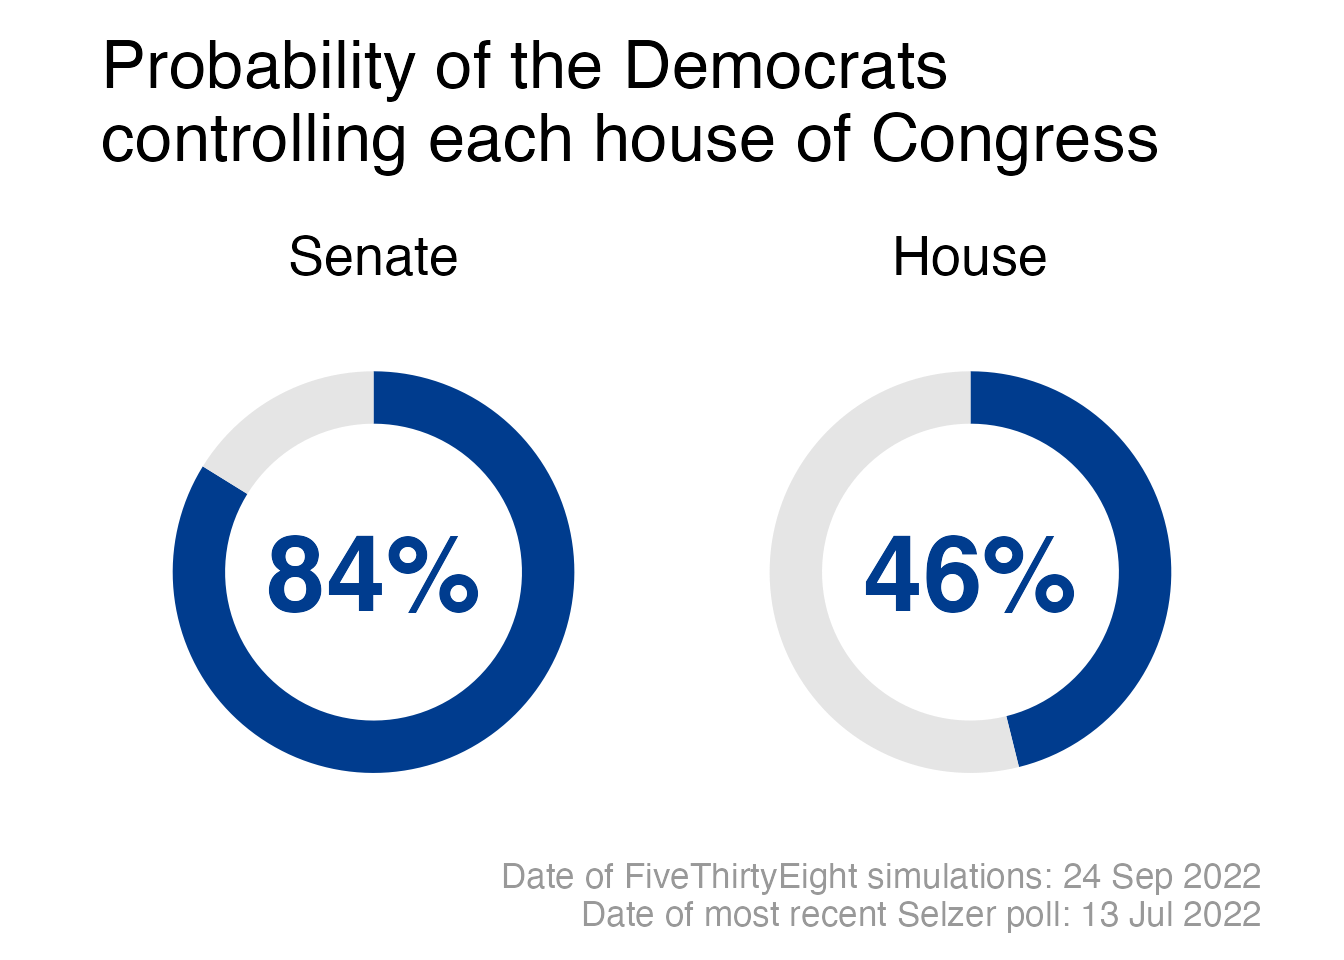 Probability of the Democrats
controlling each house of Congress
Senate
House
84%
46%
Date of FiveThirtyEight simulations: 24 Sep 2022
Date of most recent Selzer poll: 13 Jul 2022